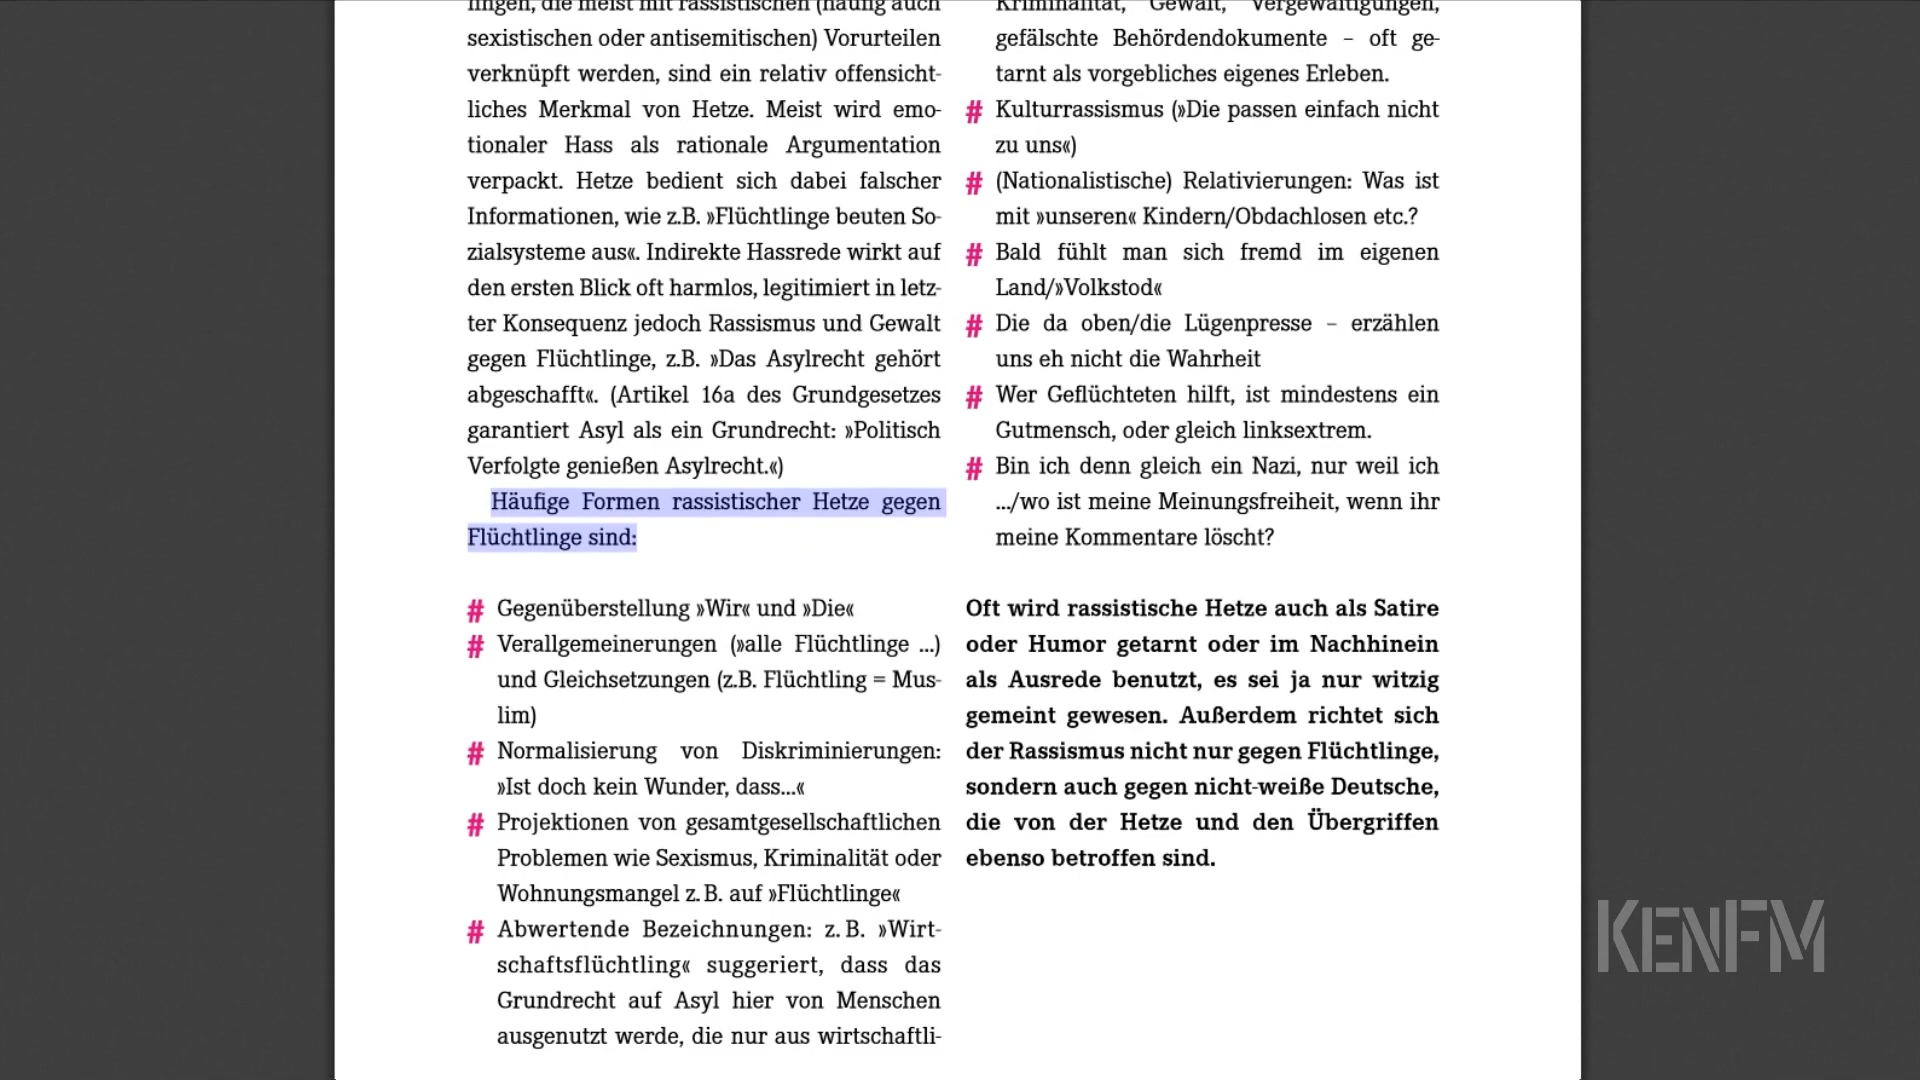 lingen, die meist mit rassistischen (häufig auch
sexistischen oder antisemitischen) Vorurteilen
verknüpft werden, sind ein relativ offensicht-
liches Merkmal von Hetze. Meist wird emo-
tionaler Hass als rationale Argumentation
verpackt. Hetze bedient sich dabei falscher
Informationen, wie z.B. »Flüchtlinge beuten So-
zialsysteme aus«. Indirekte Hassrede wirkt auf
den ersten Blick oft harmlos, legitimiert in letz-
ter Konsequenz jedoch Rassismus und Gewalt
gegen Flüchtlinge, z.B. »Das Asylrecht gehört
abgeschafft«. (Artikel 16a des Grundgesetzes
garantiert Asyl als ein Grundrecht: »Politisch
Verfolgte genießen Asylrecht.«)
Häufige Formen rassistischer Hetze gegen
Flüchtlinge sind:
# Gegenüberstellung »Wir« und »Die«
# Verallgemeinerungen (»alle Flüchtlinge ...)
und Gleichsetzungen (z.B. Flüchtling = Mus-
lim)
# Normalisierung von Diskriminierungen:
»Ist doch kein Wunder, dass...«
# Projektionen von gesamtgesellschaftlichen
Problemen wie Sexismus, Kriminalität oder
Wohnungsmangel z. B. auf »Flüchtlinge«
# Abwertende Bezeichnungen: z. B. »Wirt-
schaftsflüchtling« suggeriert, dass das
Grundrecht auf Asyl hier von Menschen
ausgenutzt werde, die nur aus wirtschaftli-
Kriminalität, Gewalt, Vergewaltigungen,
gefälschte Behördendokumente – oft ge-
tarnt als vorgebliches eigenes Erleben.
# Kulturrassismus (»Die passen einfach nicht
zu uns«)
# (Nationalistische) Relativierungen: Was ist
mit »unseren« Kindern/Obdachlosen etc.?
# Bald fühlt man sich fremd im eigenen
Land/»Volkstod«
# Die da oben/die Lügenpresse – erzählen
uns eh nicht die Wahrheit
# Wer Geflüchteten hilft, ist mindestens ein
Gutmensch, oder gleich linksextrem.
# Bin ich denn gleich ein Nazi, nur weil ich
.../wo ist meine Meinungsfreiheit, wenn ihr
meine Kommentare löscht?
Oft wird rassistische Hetze auch als Satire
oder Humor getarnt oder im Nachhinein
als Ausrede benutzt, es sei ja nur witzig
gemeint gewesen. Außerdem richtet sich
der Rassismus nicht nur gegen Flüchtlinge,
sondern auch gegen nicht-weiße Deutsche,
die von der Hetze und den Übergriffen
ebenso betroffen sind.
KENFM